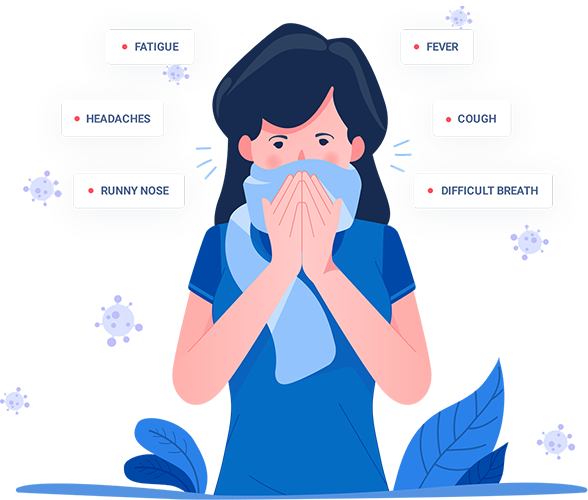 FATIGUE
FEVER
HEADACHES
COUGH
RUNNY NOSE
DIFFICULT BREATH